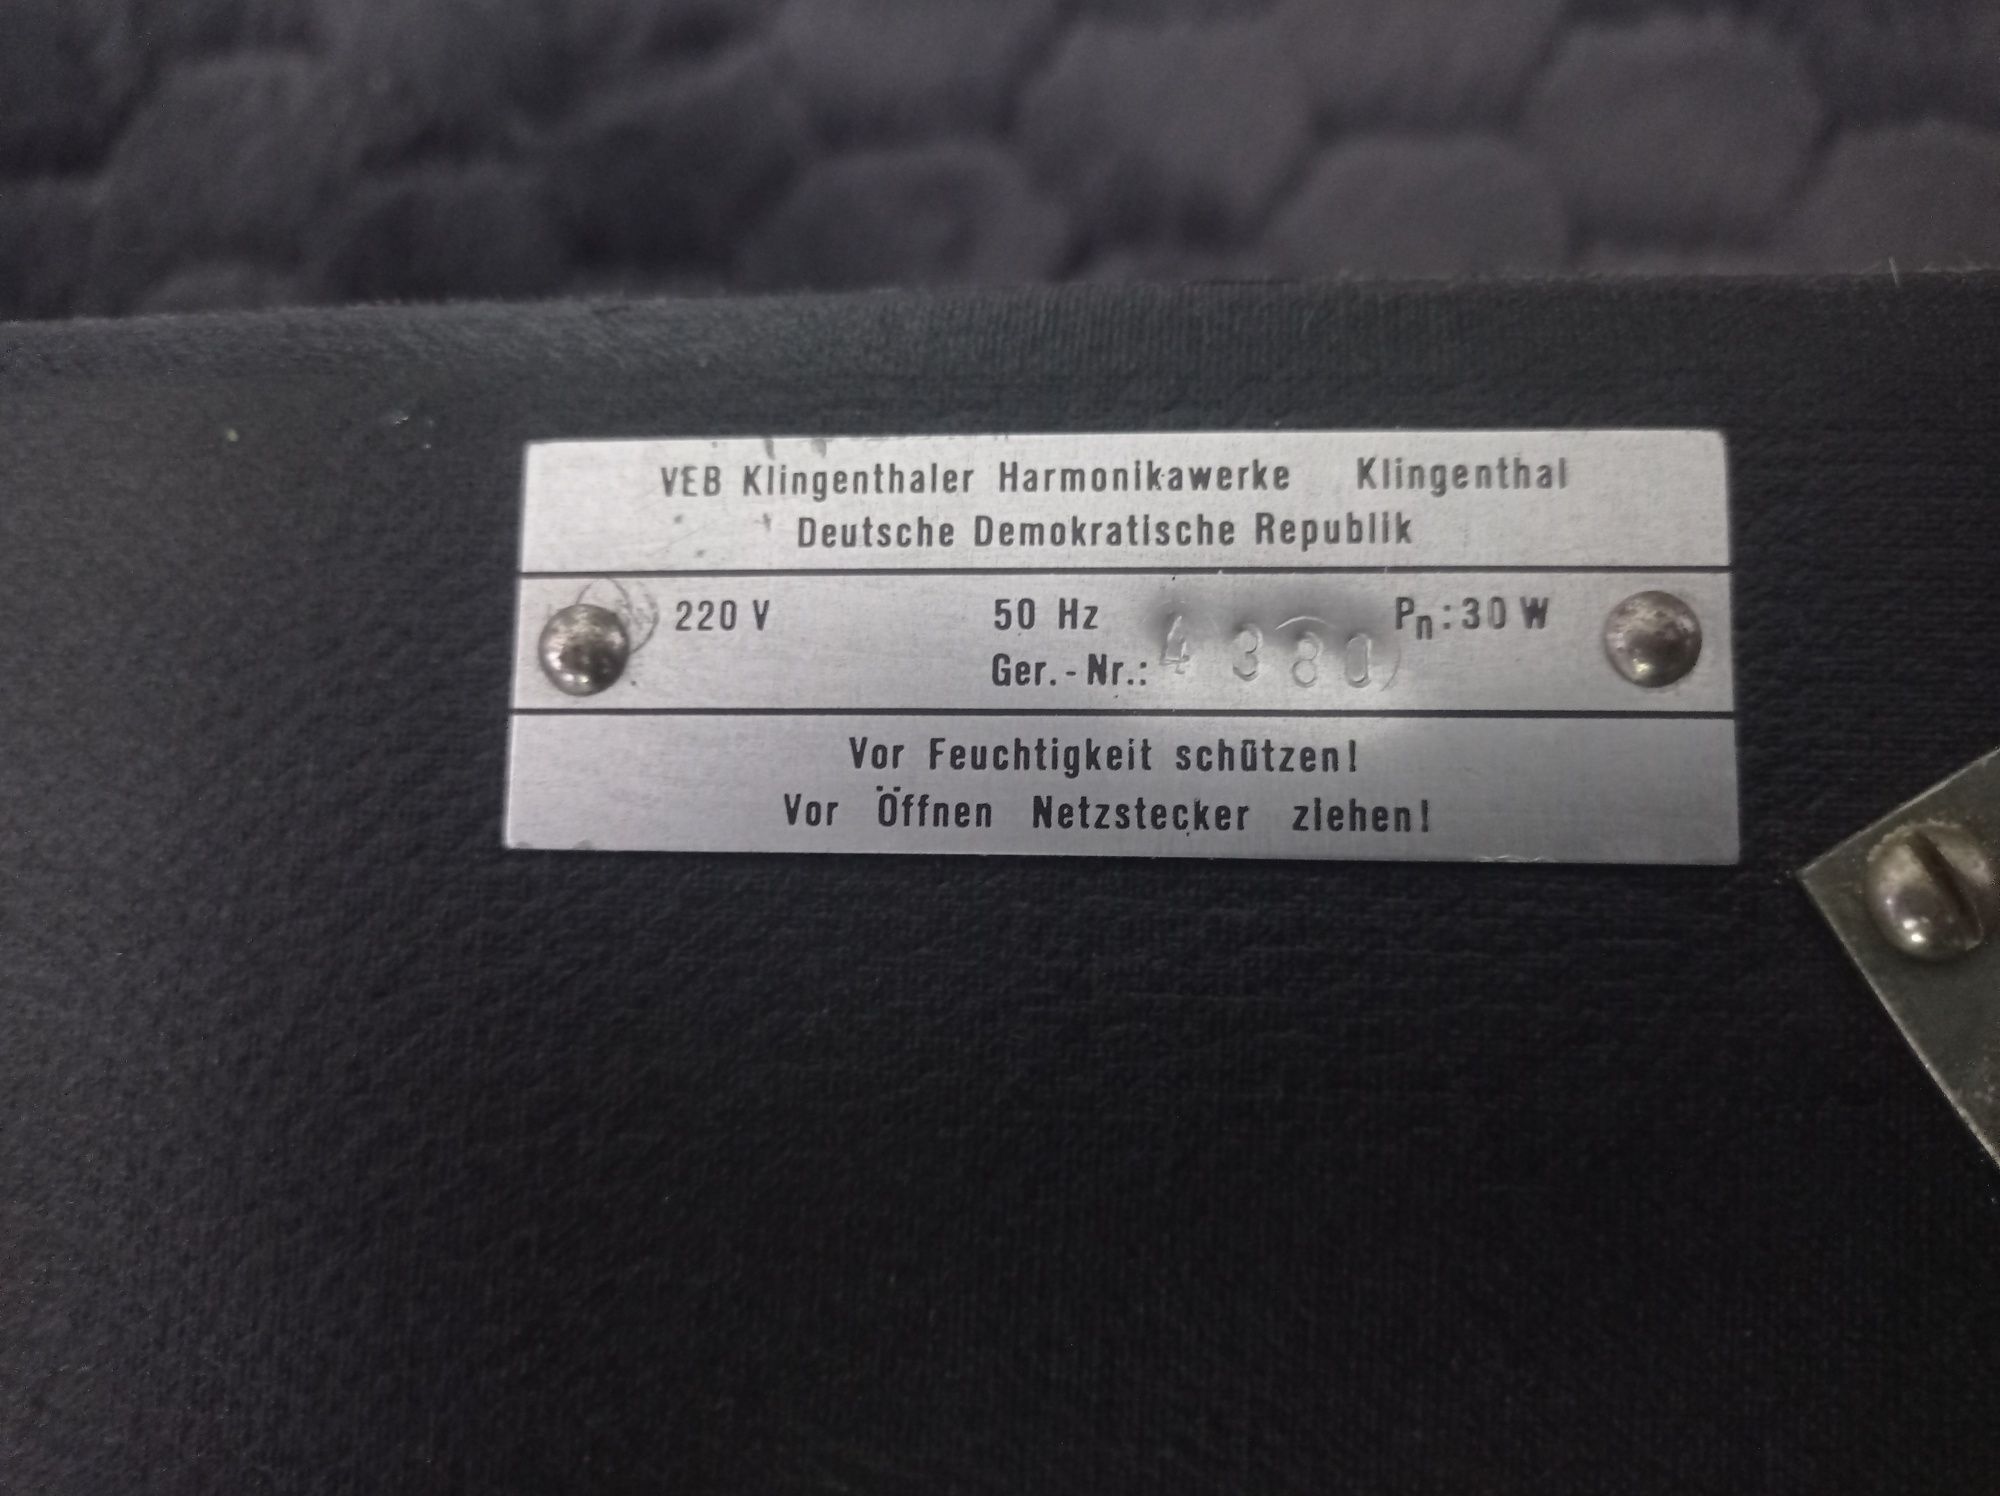 VEB Klingenthaler Harmonikawerke Klingenthal
Deutsche Demokratische Republik
220 V 50 Hz Pn: 30 W
Ger.-Nr.: 4380
Vor Feuchtigkeit schützen!
Vor Öffnen Netzstecker ziehen!